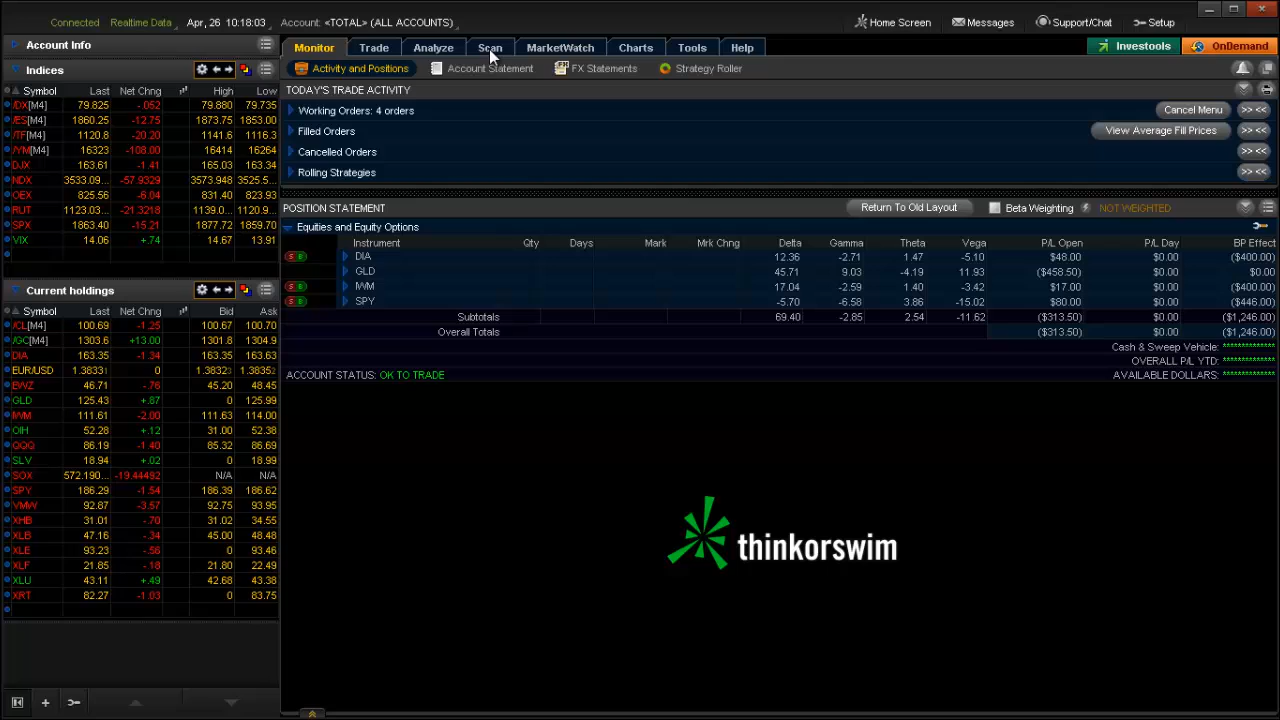 Connected Realtime Data Apr, 26 10:18:03 Account: <TOTAL> (ALL ACCOUNTS) Home Screen Messages Support/Chat Setup
Account Info
Monitor Trade Analyze Scan MarketWatch Charts Tools Help Investools OnDemand
Activity and Positions Account Statement FX Statements Strategy Roller
Indices
Symbol Last Net Chng High Low
/DX[M4] 79.825 -.052 79.880 79.735
/ES[M4] 1860.25 -12.75 1873.75 1853.00
/TF[M4] 1120.8 -20.20 1141.6 1116.3
/YM[M4] 16323 -108.00 16414 16264
DJX 163.61 -1.41 165.03 163.34
NDX 3533.09... -57.9329 3573.948 3525.5...
OEX 825.56 -6.04 831.40 823.93
RUT 1123.03... -21.3218 1139.0... 1120.9...
SPX 1863.40 -15.21 1877.72 1859.70
VIX 14.06 +.74 14.67 13.91
Current holdings
Symbol Last Net Chng Bid Ask
/CL[M4] 100.69 -1.25 100.67 100.70
/GC[M4] 1303.6 +13.00 1301.8 1304.9
DIA 163.35 -1.34 163.35 163.63
EUR/USD 1.38331 0 1.38323 1.38352
EWZ 46.71 -.76 45.20 48.45
GLD 125.43 +.87 0 125.99
IWM 111.61 -2.00 111.63 114.00
OIH 52.28 +.12 31.00 52.28
QQQ 86.19 -1.40 85.32 86.69
SLV 18.94 +.02 0 18.99
SOX 572.190... -19.44492 N/A N/A
SPY 186.29 -1.54 186.39 186.62
VMW 92.87 -3.57 92.75 93.95
XHB 31.01 -.70 31.02 34.55
XLB 47.16 -.34 45.00 48.48
XLE 93.23 -.56 0 93.46
XLF 21.85 -.18 21.80 22.49
XLU 43.11 +.49 42.68 43.38
XRT 82.27 -1.03 0 83.75
TODAY'S TRADE ACTIVITY
Working Orders: 4 orders Cancel Menu >> <<
Filled Orders View Average Fill Prices >> <<
Cancelled Orders >> <<
Rolling Strategies >> <<
POSITION STATEMENT Return To Old Layout Beta Weighting NOT WEIGHTED
Equities and Equity Options
Instrument Qty Days Mark Mrk Chng Delta Gamma Theta Vega P/L Open P/L Day BP Effect
S B DIA 12.36 -2.71 1.47 -5.10 $48.00 $0.00 ($400.00)
GLD 45.71 9.03 -4.19 11.93 ($458.50) $0.00 $0.00
S B IWM 17.04 -2.59 1.40 -3.42 $17.00 $0.00 ($400.00)
S B SPY -5.70 -6.58 3.86 -15.02 $80.00 $0.00 ($446.00)
Subtotals 69.40 -2.85 2.54 -11.62 ($313.50) $0.00 ($1,246.00)
Overall Totals ($313.50) $0.00 ($1,246.00)
Cash & Sweep Vehicle: *************
OVERALL P/L YTD: *************
ACCOUNT STATUS: OK TO TRADE AVAILABLE DOLLARS: *************
thinkorswim